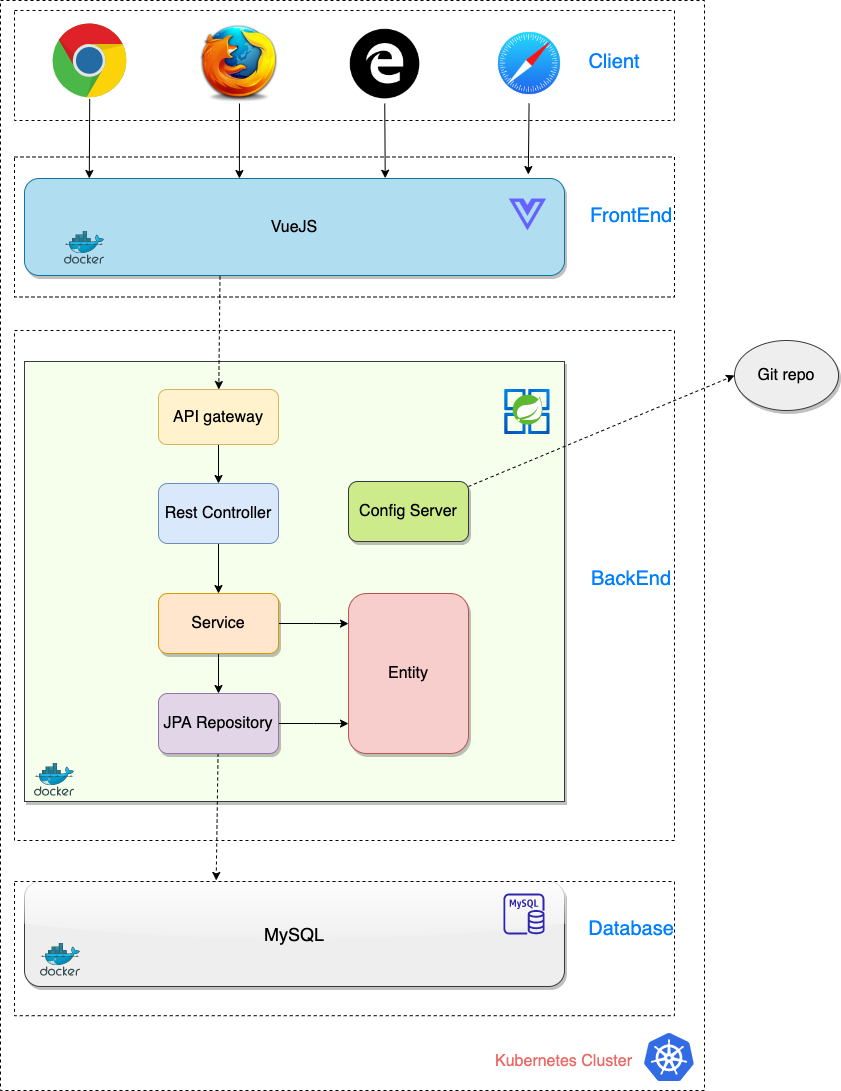 Client
VueJS
FrontEnd
docker
Git repo
API gateway
Rest Controller
Config Server
BackEnd
Service
Entity
JPA Repository
docker
MySQL
Database
MySQL
docker
Kubernetes Cluster